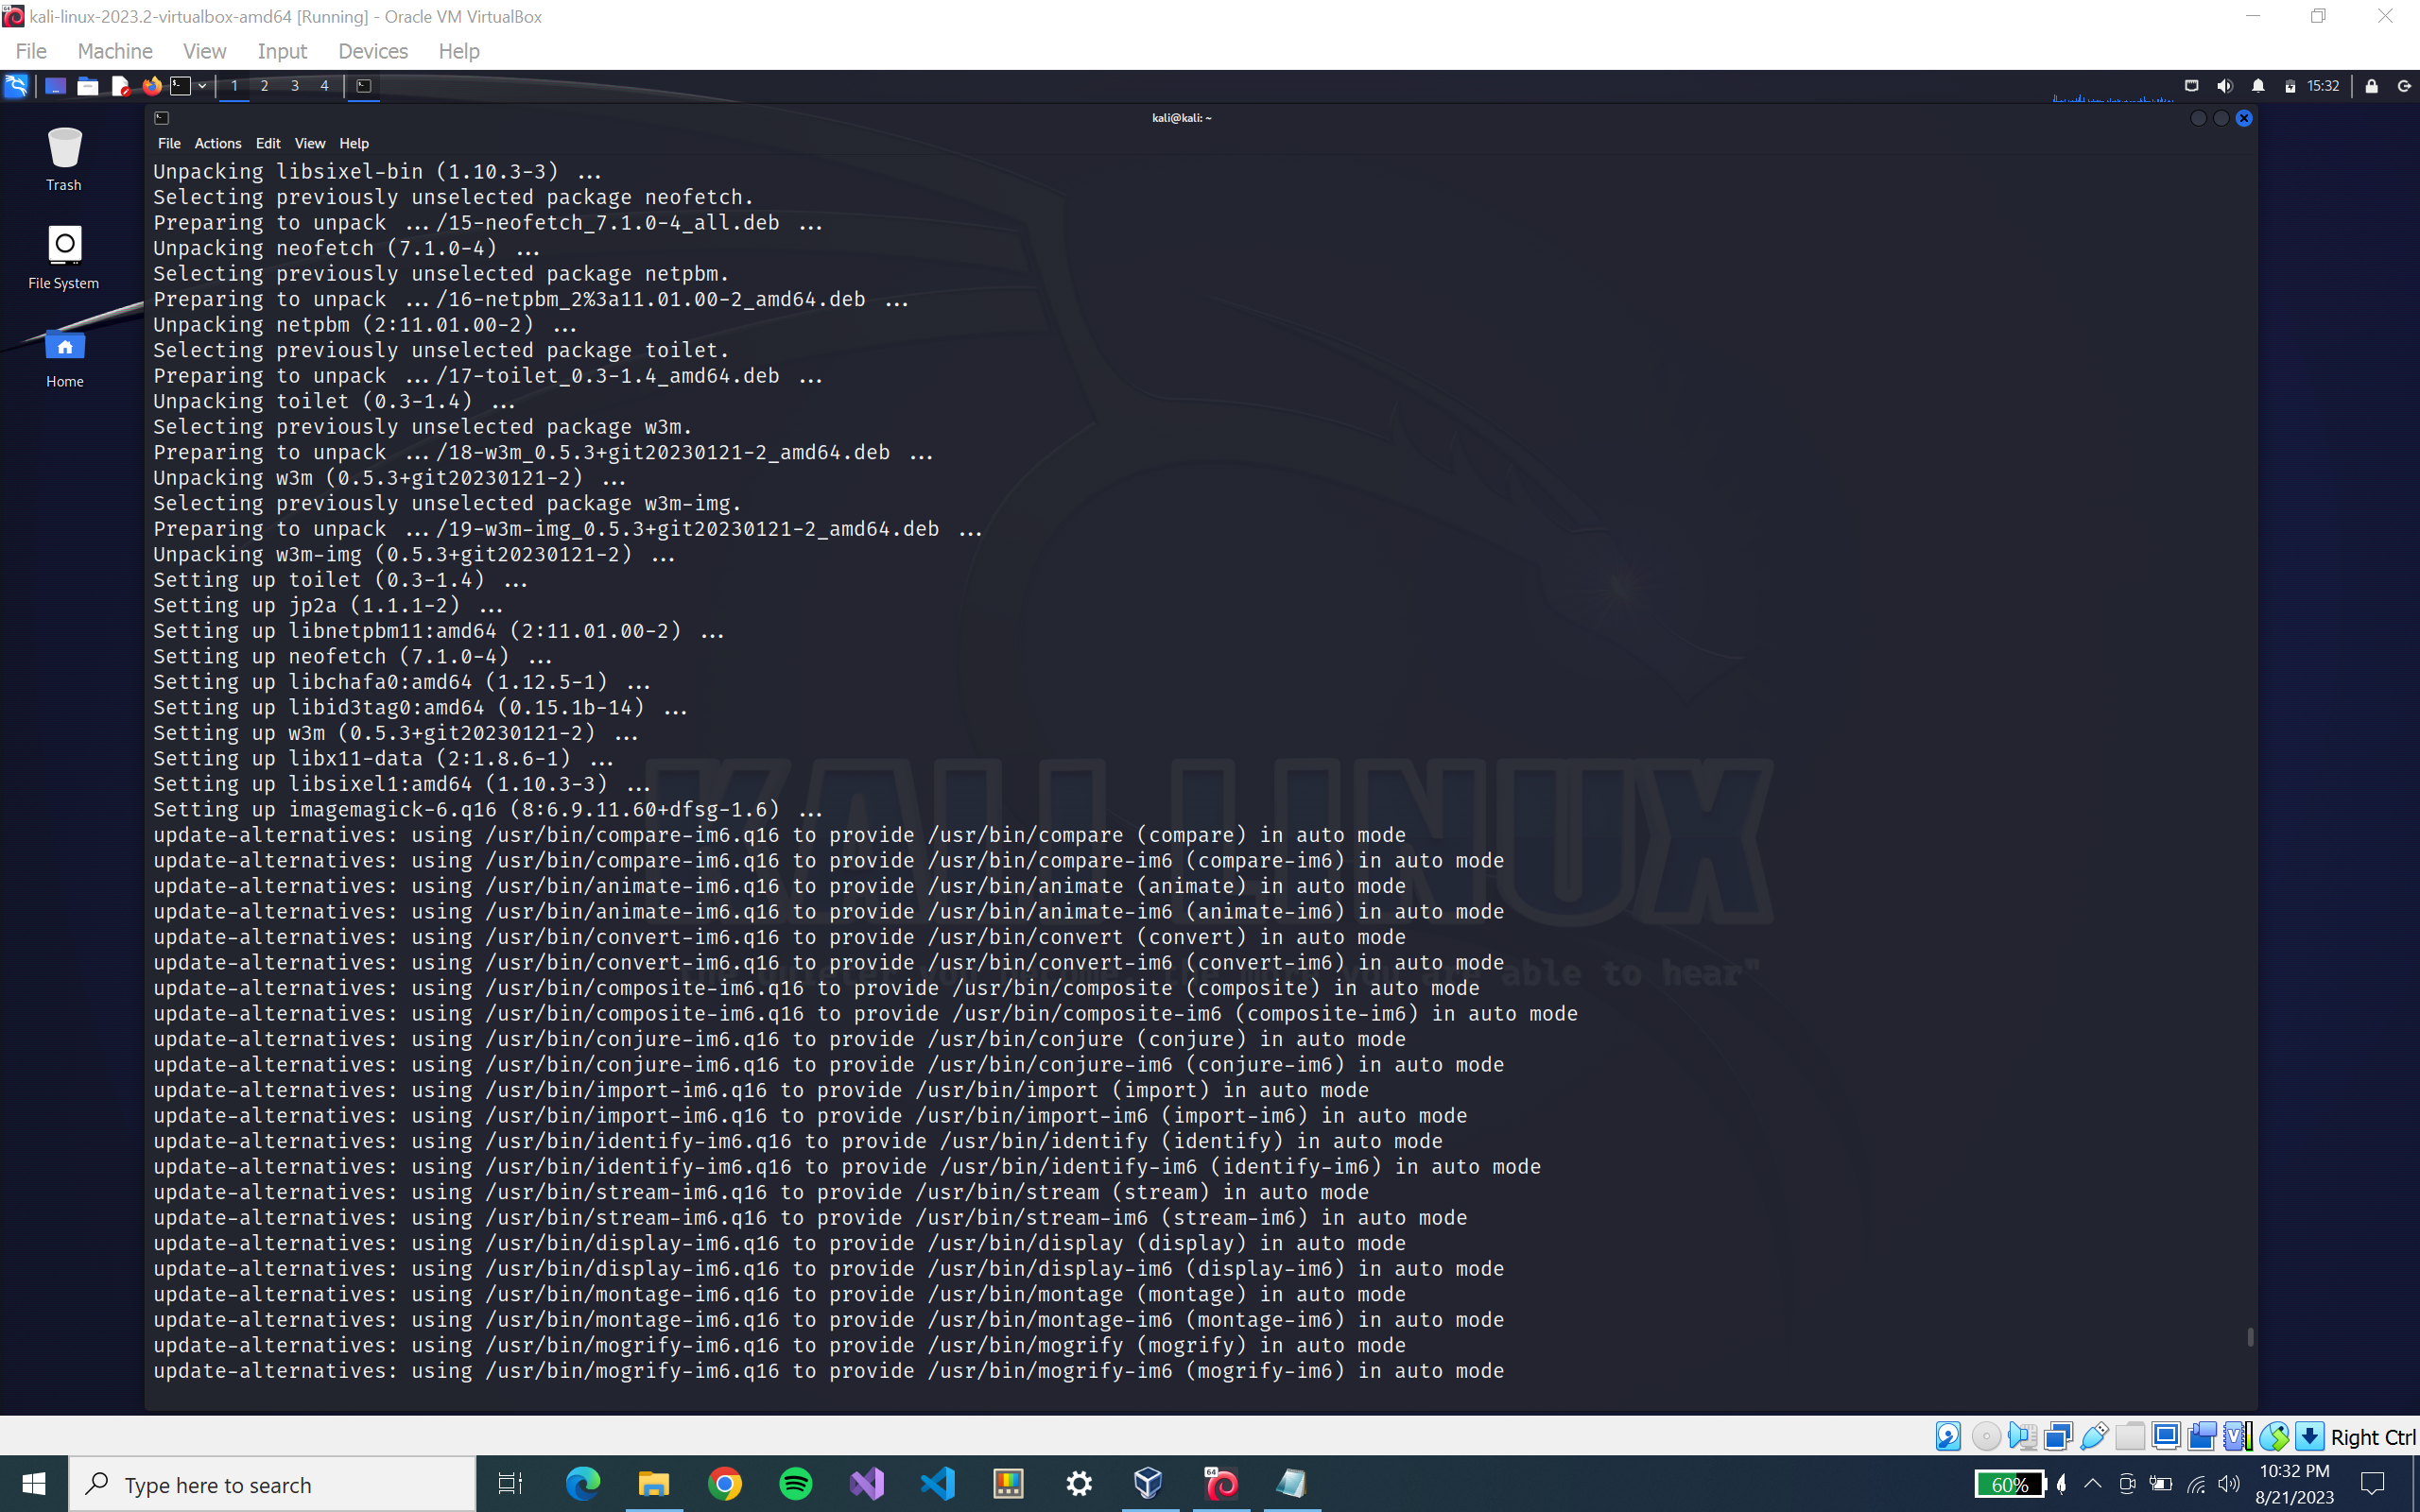 kali-linux-2023.2-virtualbox-amd64 [Running] - Oracle VM VirtualBox
File Machine View Input Devices Help
1 2 3 4 15:32
kali@kali: ~
File Actions Edit View Help
Trash
File System
Home
Unpacking libsixel-bin (1.10.3-3) ...
Selecting previously unselected package neofetch.
Preparing to unpack .../15-neofetch_7.1.0-4_all.deb ...
Unpacking neofetch (7.1.0-4) ...
Selecting previously unselected package netpbm.
Preparing to unpack .../16-netpbm_2%3a11.01.00-2_amd64.deb ...
Unpacking netpbm (2:11.01.00-2) ...
Selecting previously unselected package toilet.
Preparing to unpack .../17-toilet_0.3-1.4_amd64.deb ...
Unpacking toilet (0.3-1.4) ...
Selecting previously unselected package w3m.
Preparing to unpack .../18-w3m_0.5.3+git20230121-2_amd64.deb ...
Unpacking w3m (0.5.3+git20230121-2) ...
Selecting previously unselected package w3m-img.
Preparing to unpack .../19-w3m-img_0.5.3+git20230121-2_amd64.deb ...
Unpacking w3m-img (0.5.3+git20230121-2) ...
Setting up toilet (0.3-1.4) ...
Setting up jp2a (1.1.1-2) ...
Setting up libnetpbm11:amd64 (2:11.01.00-2) ...
Setting up neofetch (7.1.0-4) ...
Setting up libchafa0:amd64 (1.12.5-1) ...
Setting up libid3tag0:amd64 (0.15.1b-14) ...
Setting up w3m (0.5.3+git20230121-2) ...
Setting up libx11-data (2:1.8.6-1) ...
Setting up libsixel1:amd64 (1.10.3-3) ...
Setting up imagemagick-6.q16 (8:6.9.11.60+dfsg-1.6) ...
update-alternatives: using /usr/bin/compare-im6.q16 to provide /usr/bin/compare (compare) in auto mode
update-alternatives: using /usr/bin/compare-im6.q16 to provide /usr/bin/compare-im6 (compare-im6) in auto mode
update-alternatives: using /usr/bin/animate-im6.q16 to provide /usr/bin/animate (animate) in auto mode
update-alternatives: using /usr/bin/animate-im6.q16 to provide /usr/bin/animate-im6 (animate-im6) in auto mode
update-alternatives: using /usr/bin/convert-im6.q16 to provide /usr/bin/convert (convert) in auto mode
update-alternatives: using /usr/bin/convert-im6.q16 to provide /usr/bin/convert-im6 (convert-im6) in auto mode
update-alternatives: using /usr/bin/composite-im6.q16 to provide /usr/bin/composite (composite) in auto mode
update-alternatives: using /usr/bin/composite-im6.q16 to provide /usr/bin/composite-im6 (composite-im6) in auto mode
update-alternatives: using /usr/bin/conjure-im6.q16 to provide /usr/bin/conjure (conjure) in auto mode
update-alternatives: using /usr/bin/conjure-im6.q16 to provide /usr/bin/conjure-im6 (conjure-im6) in auto mode
update-alternatives: using /usr/bin/import-im6.q16 to provide /usr/bin/import (import) in auto mode
update-alternatives: using /usr/bin/import-im6.q16 to provide /usr/bin/import-im6 (import-im6) in auto mode
update-alternatives: using /usr/bin/identify-im6.q16 to provide /usr/bin/identify (identify) in auto mode
update-alternatives: using /usr/bin/identify-im6.q16 to provide /usr/bin/identify-im6 (identify-im6) in auto mode
update-alternatives: using /usr/bin/stream-im6.q16 to provide /usr/bin/stream (stream) in auto mode
update-alternatives: using /usr/bin/stream-im6.q16 to provide /usr/bin/stream-im6 (stream-im6) in auto mode
update-alternatives: using /usr/bin/display-im6.q16 to provide /usr/bin/display (display) in auto mode
update-alternatives: using /usr/bin/display-im6.q16 to provide /usr/bin/display-im6 (display-im6) in auto mode
update-alternatives: using /usr/bin/montage-im6.q16 to provide /usr/bin/montage (montage) in auto mode
update-alternatives: using /usr/bin/montage-im6.q16 to provide /usr/bin/montage-im6 (montage-im6) in auto mode
update-alternatives: using /usr/bin/mogrify-im6.q16 to provide /usr/bin/mogrify (mogrify) in auto mode
update-alternatives: using /usr/bin/mogrify-im6.q16 to provide /usr/bin/mogrify-im6 (mogrify-im6) in auto mode
KALI LINUX
able to hear"
Right Ctrl
Type here to search
64
60%
10:32 PM
8/21/2023